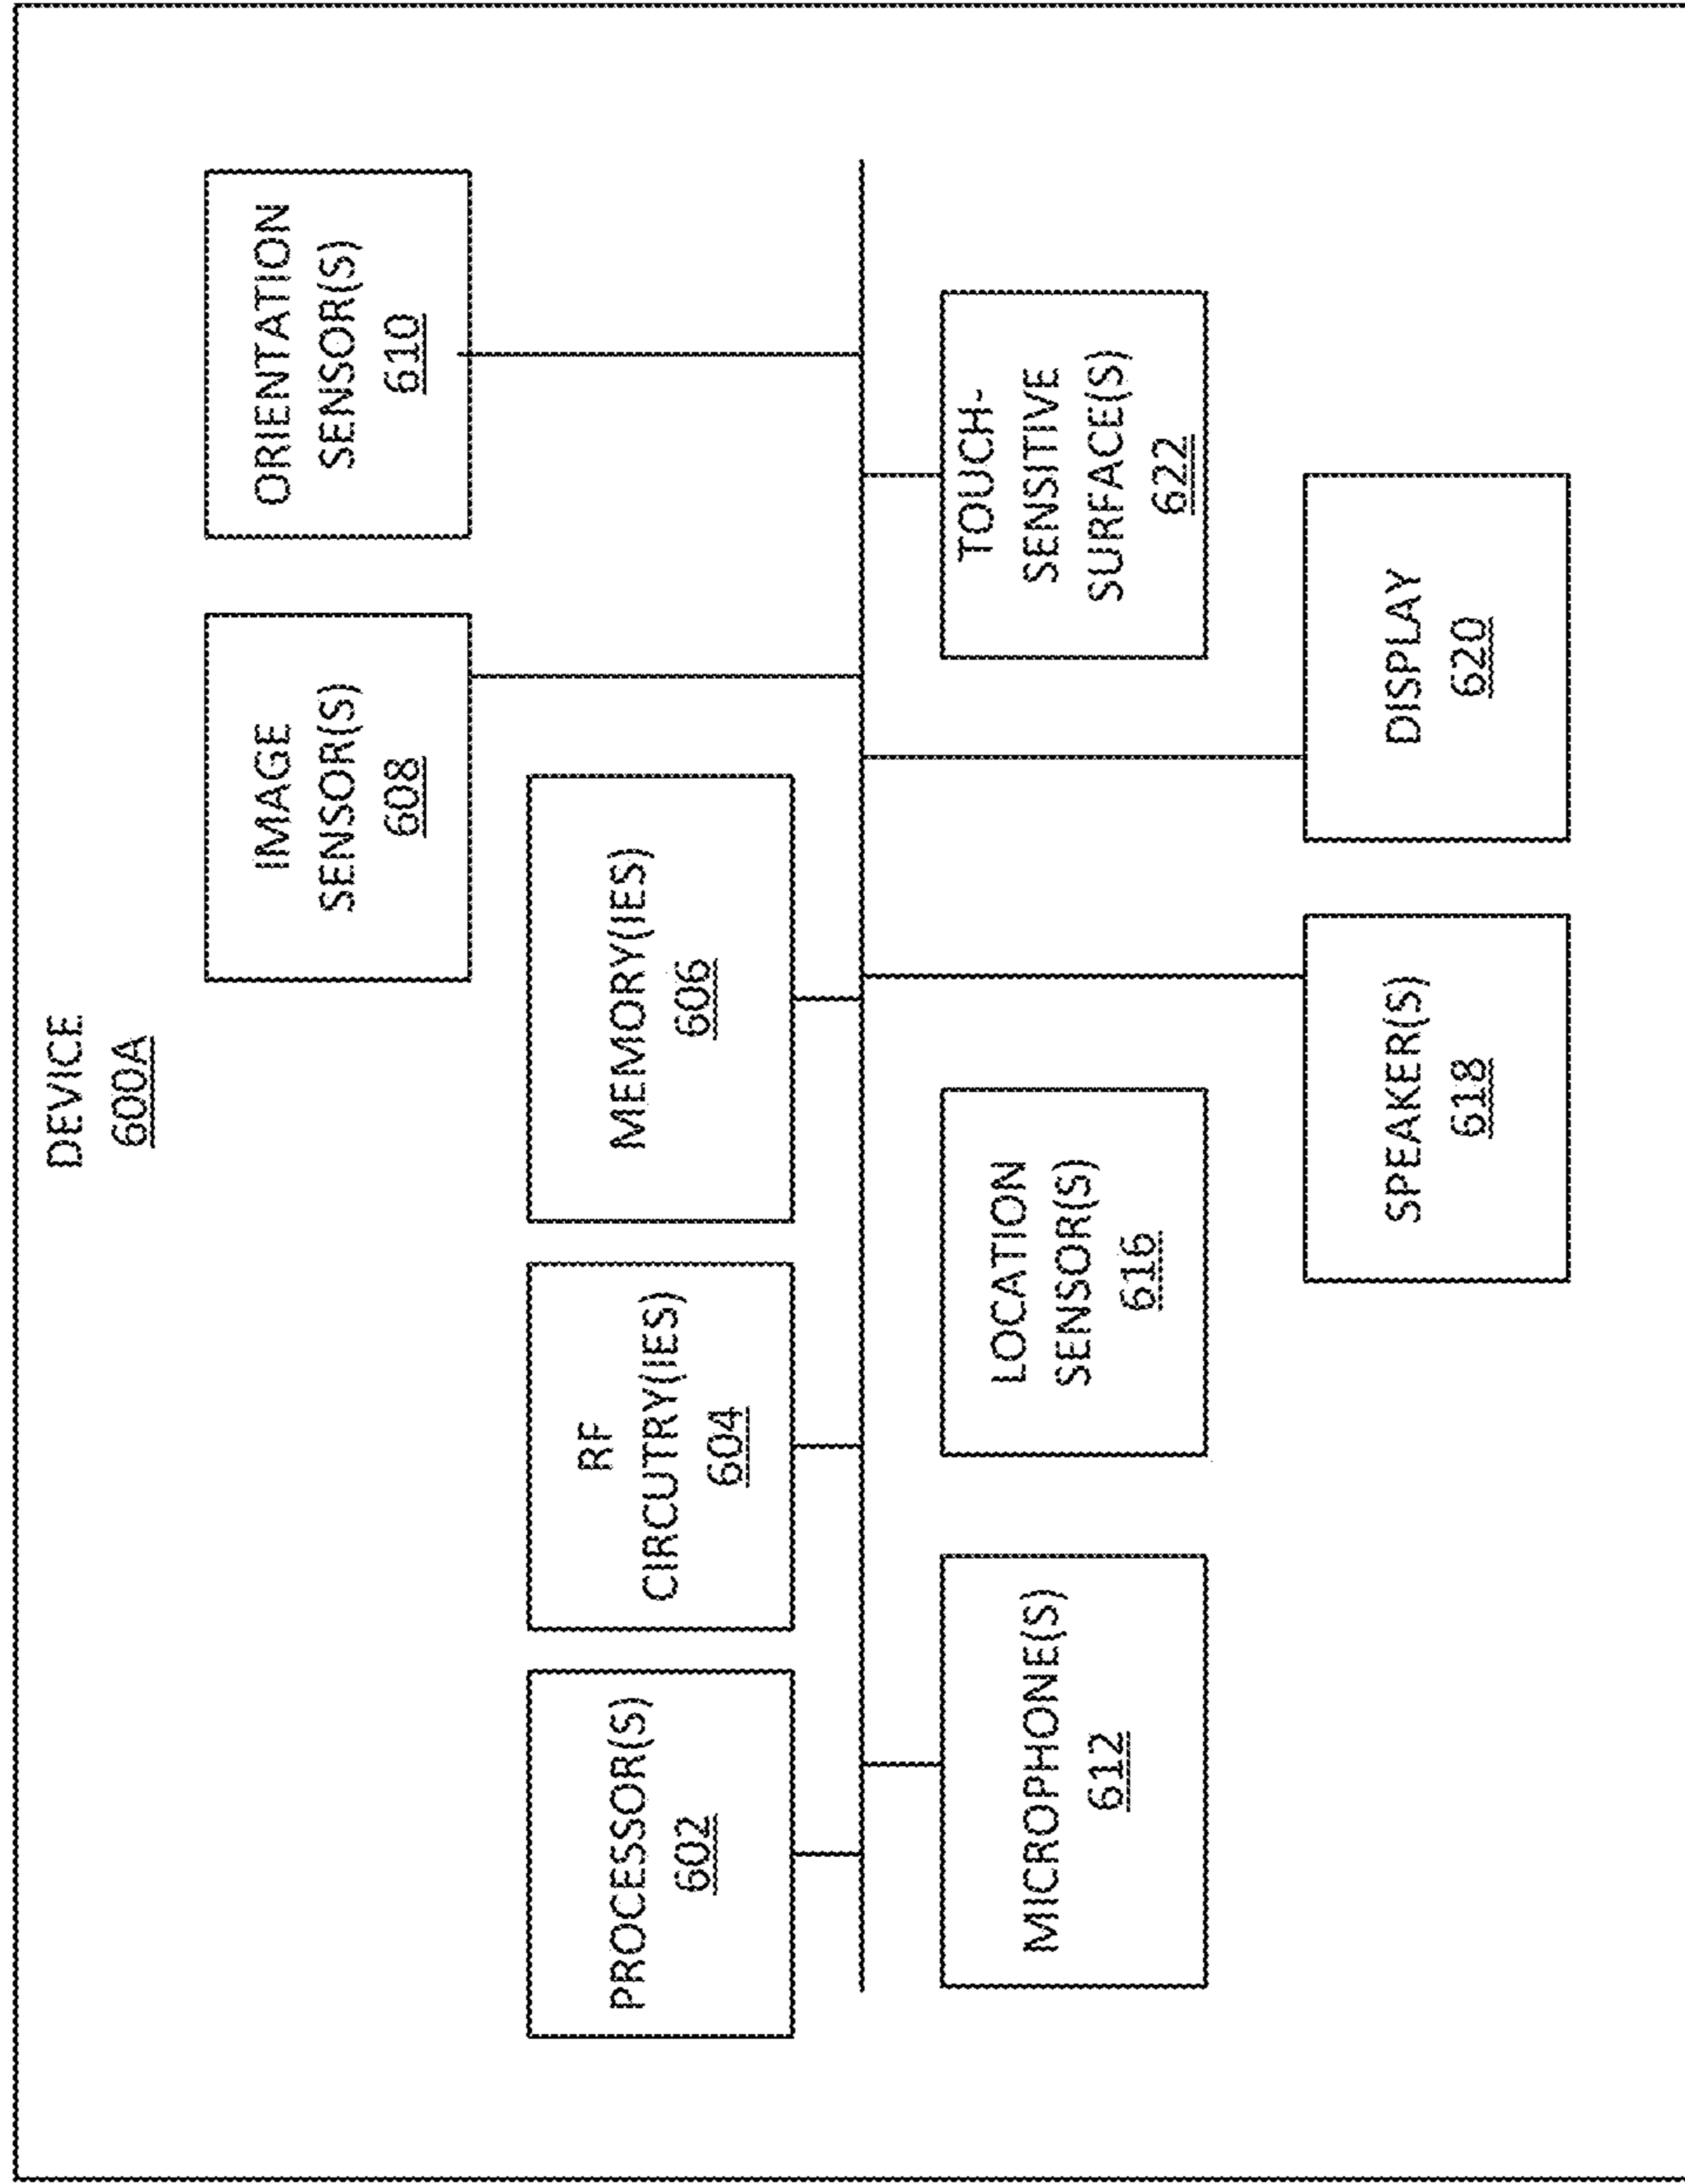 DEVICE
600A
IMAGE
SENSOR(S)
608
ORIENTATION
SENSOR(S)
610
PROCESSOR(S)
602
RF
CIRCUTRY(IES)
604
MEMORY(IES)
606
MICROPHONE(S)
612
LOCATION
SENSOR(S)
616
TOUCH-
SENSITIVE
SURFACE(S)
622
SPEAKER(S)
618
DISPLAY
620